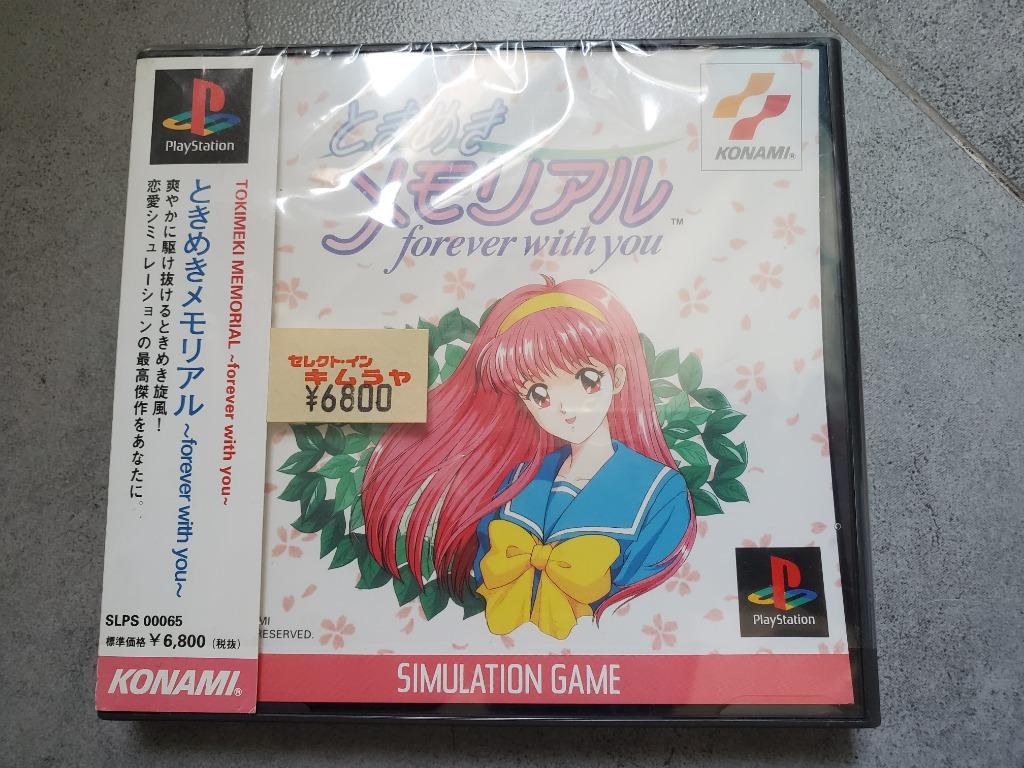 PlayStation
TOKIMEKI MEMORIAL ~forever with you~
ときめきメモリアル ~forever with you~
爽やかに駆け抜けるときめき旋風!
恋愛シミュレーションの最高傑作をあなたに。
SLPS 00065
標準価格 ¥6,800 (税抜)
KONAMI®
ときめき
メモリアル™
forever with you
KONAMI®
セレクト・イン
キムラヤ
¥6800
MI
RESERVED.
PlayStation
SIMULATION GAME